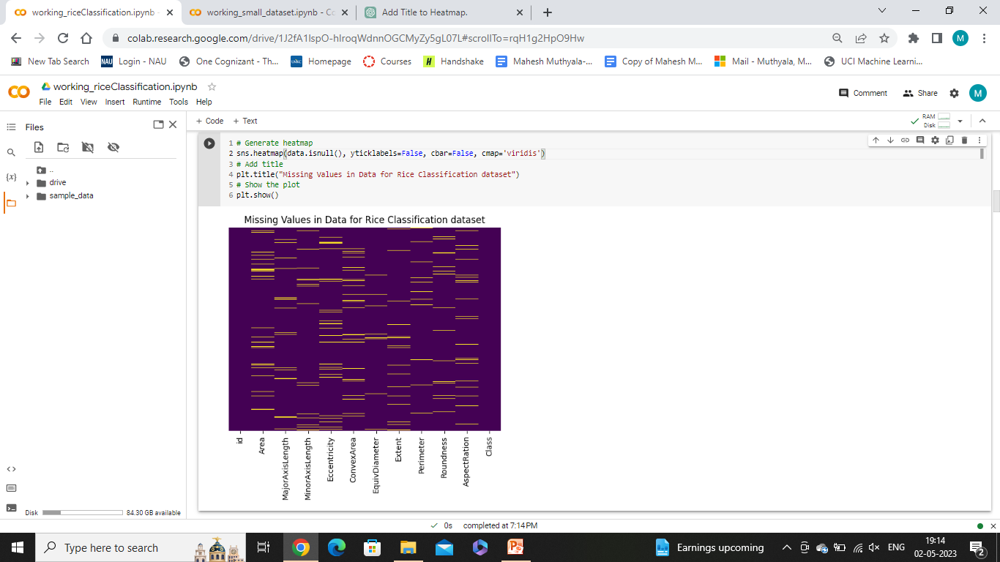 working_riceClassification.ipynb -
working_small_dataset.ipynb - Co
Add Title to Heatmap.
colab.research.google.com/drive/1J2fA1IspO-hIroqWdnnOGCMyZy5gL07L#scrollTo=rqH1g2HpO9Hw
M
New Tab Search
NAU
Login - NAU
One Cognizant - Th...
UMKC
Homepage
Courses
H
Handshake
Mahesh Muthyala-...
Copy of Mahesh M...
Mail - Muthyala, M...
UCI Machine Learni...
working_riceClassification.ipynb
File Edit View Insert Runtime Tools Help
Comment
Share
M
Files
+ Code + Text
RAM
Disk
{x}
..
drive
sample_data
1 # Generate heatmap
2 sns.heatmap(data.isnull(), yticklabels=False, cbar=False, cmap='viridis')
3 # Add title
4 plt.title("Missing Values in Data for Rice Classification dataset")
5 # Show the plot
6 plt.show()
Missing Values in Data for Rice Classification dataset
id
Area
MajorAxisLength
MinorAxisLength
Eccentricity
ConvexArea
EquivDiameter
Extent
Perimeter
Roundness
AspectRation
Class
<>
Disk
84.30 GB available
0s completed at 7:14 PM
Type here to search
Earnings upcoming
ENG
19:14
02-05-2023
2